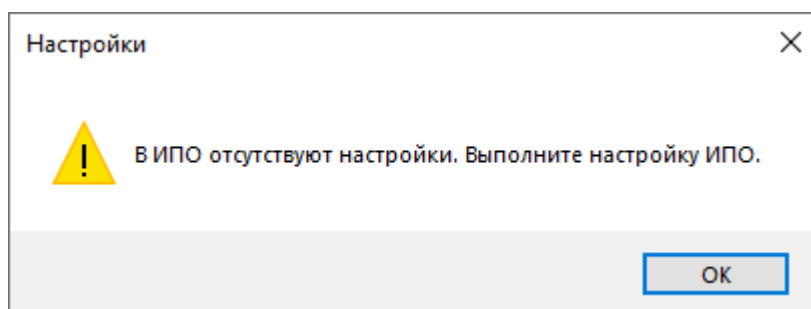 Настройки
В ИПО отсутствуют настройки. Выполните настройку ИПО.
ОК